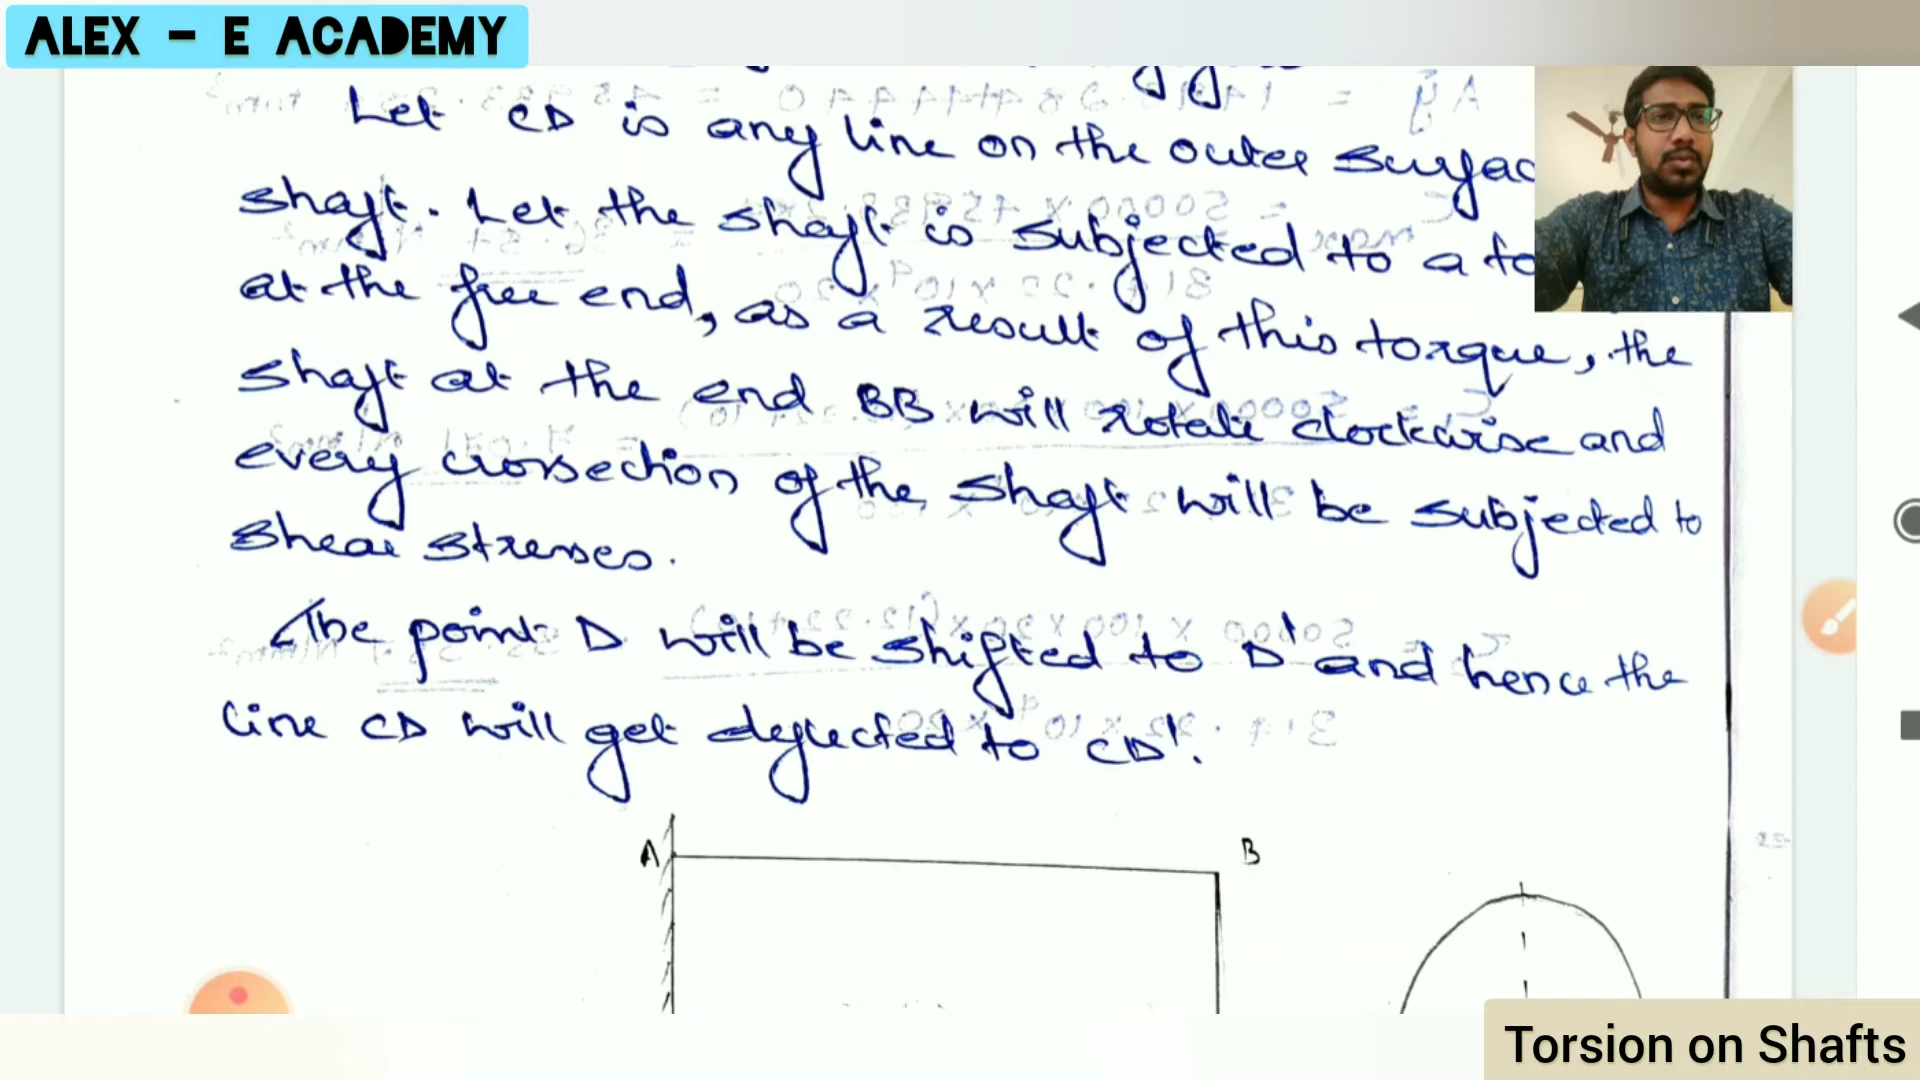 ALEX - E ACADEMY
Let CD is any line on the outer surfac
shaft. Let the shaft is subjected to a to
at the free end, as a result of this torque, the
shaft at the end BB will rotate clockwise and
every crossection of the shaft will be subjected to
shear stresses.
The point D will be shifted to D' and hence the
line CD will get deflected to CD'.
A
B
Torsion on Shafts